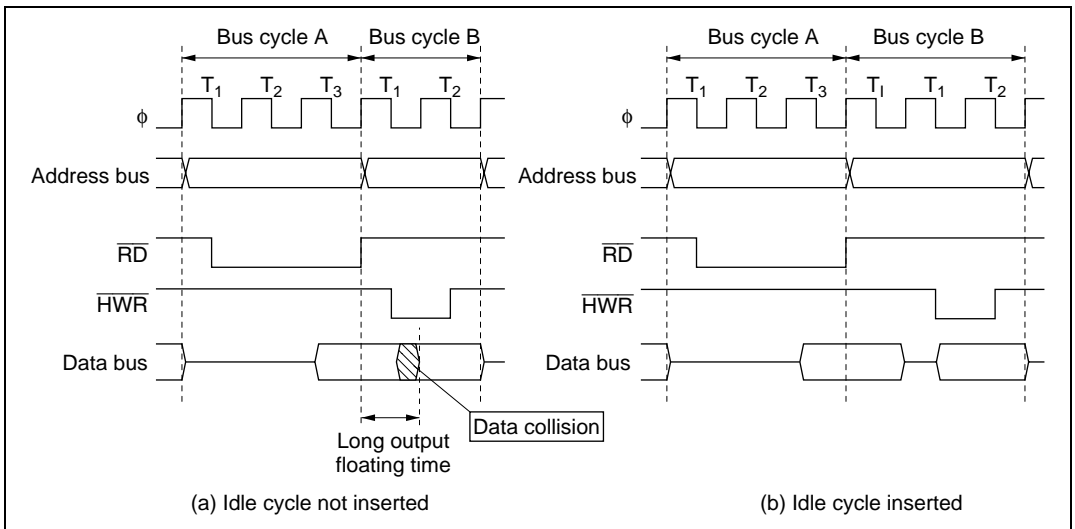 Bus cycle A Bus cycle B
T1 T2 T3 T1 T2
φ
Address bus
RD
HWR
Data bus
Data collision
Long output
floating time
(a) Idle cycle not inserted
Bus cycle A Bus cycle B
T1 T2 T3 TI T1 T2
φ
Address bus
RD
HWR
Data bus
(b) Idle cycle inserted